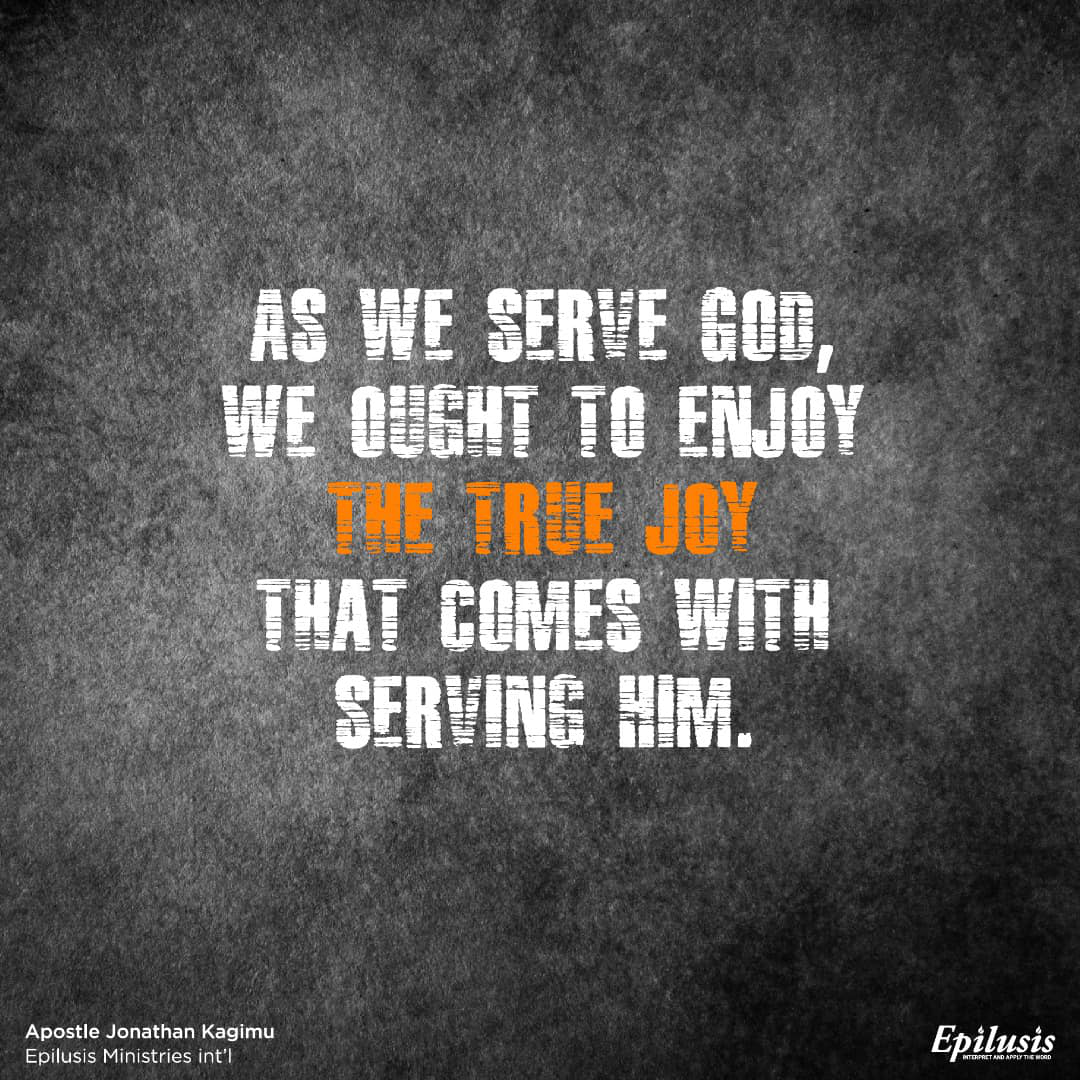 AS WE SERVE GOD,
WE OUGHT TO ENJOY
THE TRUE JOY
THAT COMES WITH
SERVING HIM.
Apostle Jonathan Kagimu
Epilusis Ministries int'l
Epilusis
INTERPRET AND APPLY THE WORD